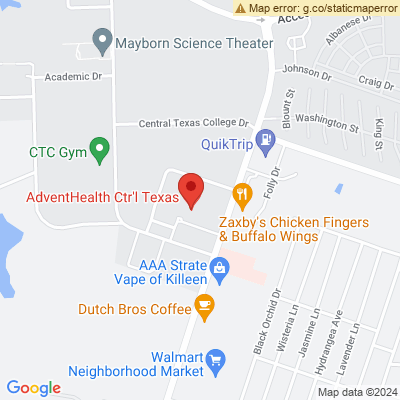 Map error: g.co/staticmaperror
Acce
Albanese Dr
Mayborn Science Theater
Academic Dr
Johnson Dr
Craig Dr
Blount St
Washington St
King St
Central Texas College Dr
QuikTrip
CTC Gym
Folly Dr
AdventHealth Ctr'l Texas
Zaxby's Chicken Fingers
& Buffalo Wings
AAA Strate
Vape of Killeen
Dutch Bros Coffee
Black Orchid Dr
Wisteria Ln
Jasmine Ln
Hydrangea Ave
Lavender Ln
Walmart
Neighborhood Market
Google
Map data ©2024